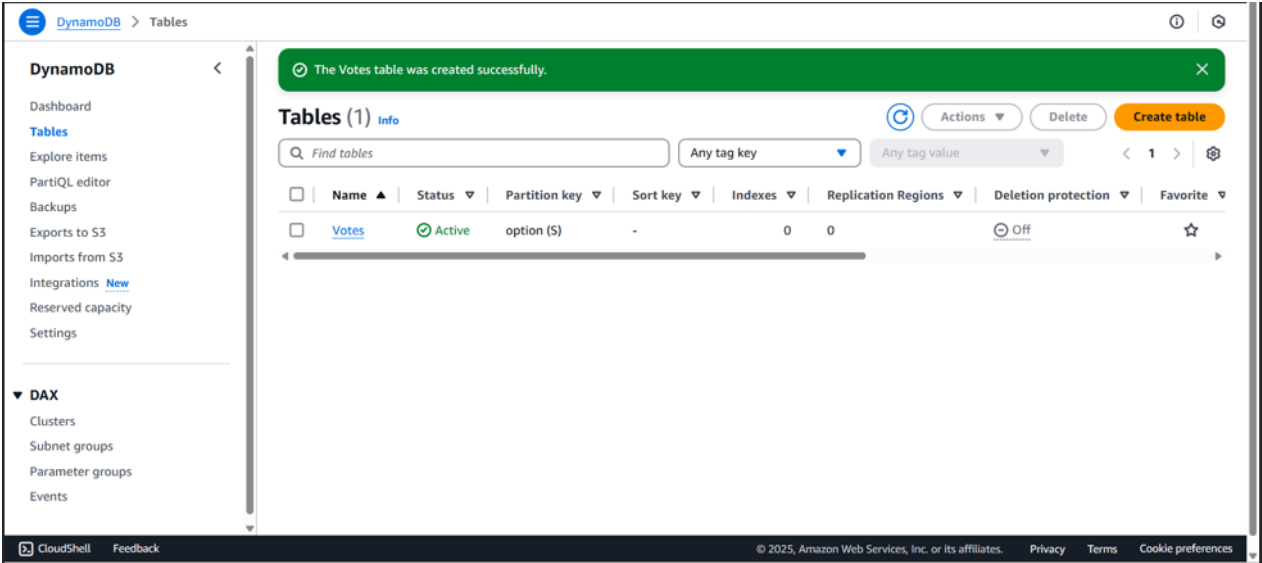 DynamoDB > Tables
DynamoDB
Dashboard
Tables
Explore items
PartiQL editor
Backups
Exports to S3
Imports from S3
Integrations New
Reserved capacity
Settings
DAX
Clusters
Subnet groups
Parameter groups
Events
The Votes table was created successfully.
Tables (1) Info
Actions
Delete
Create table
Find tables
Any tag key
Any tag value
1
Name Status Partition key Sort key Indexes Replication Regions Deletion protection Favorite
Votes Active option (S) - 0 0 Off
CloudShell Feedback © 2025, Amazon Web Services, Inc. or its affiliates. Privacy Terms Cookie preferences